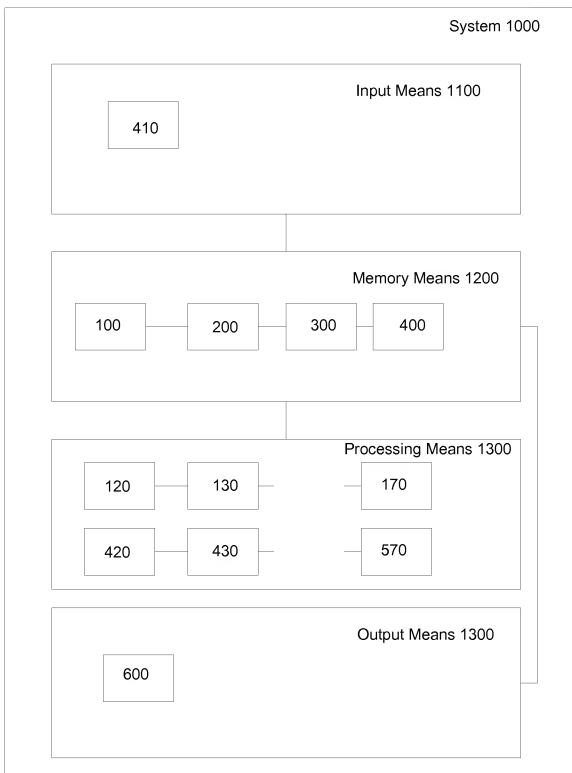 System 1000
Input Means 1100
410
Memory Means 1200
100 200 300 400
Processing Means 1300
120 130 170
420 430 570
Output Means 1300
600